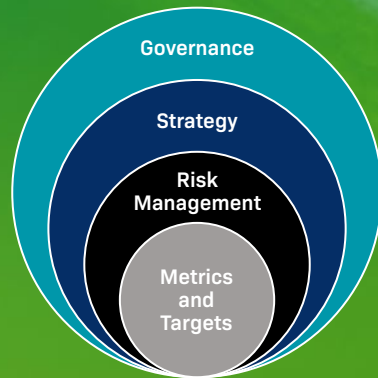 Governance
Strategy
Risk
Management
Metrics
and
Targets